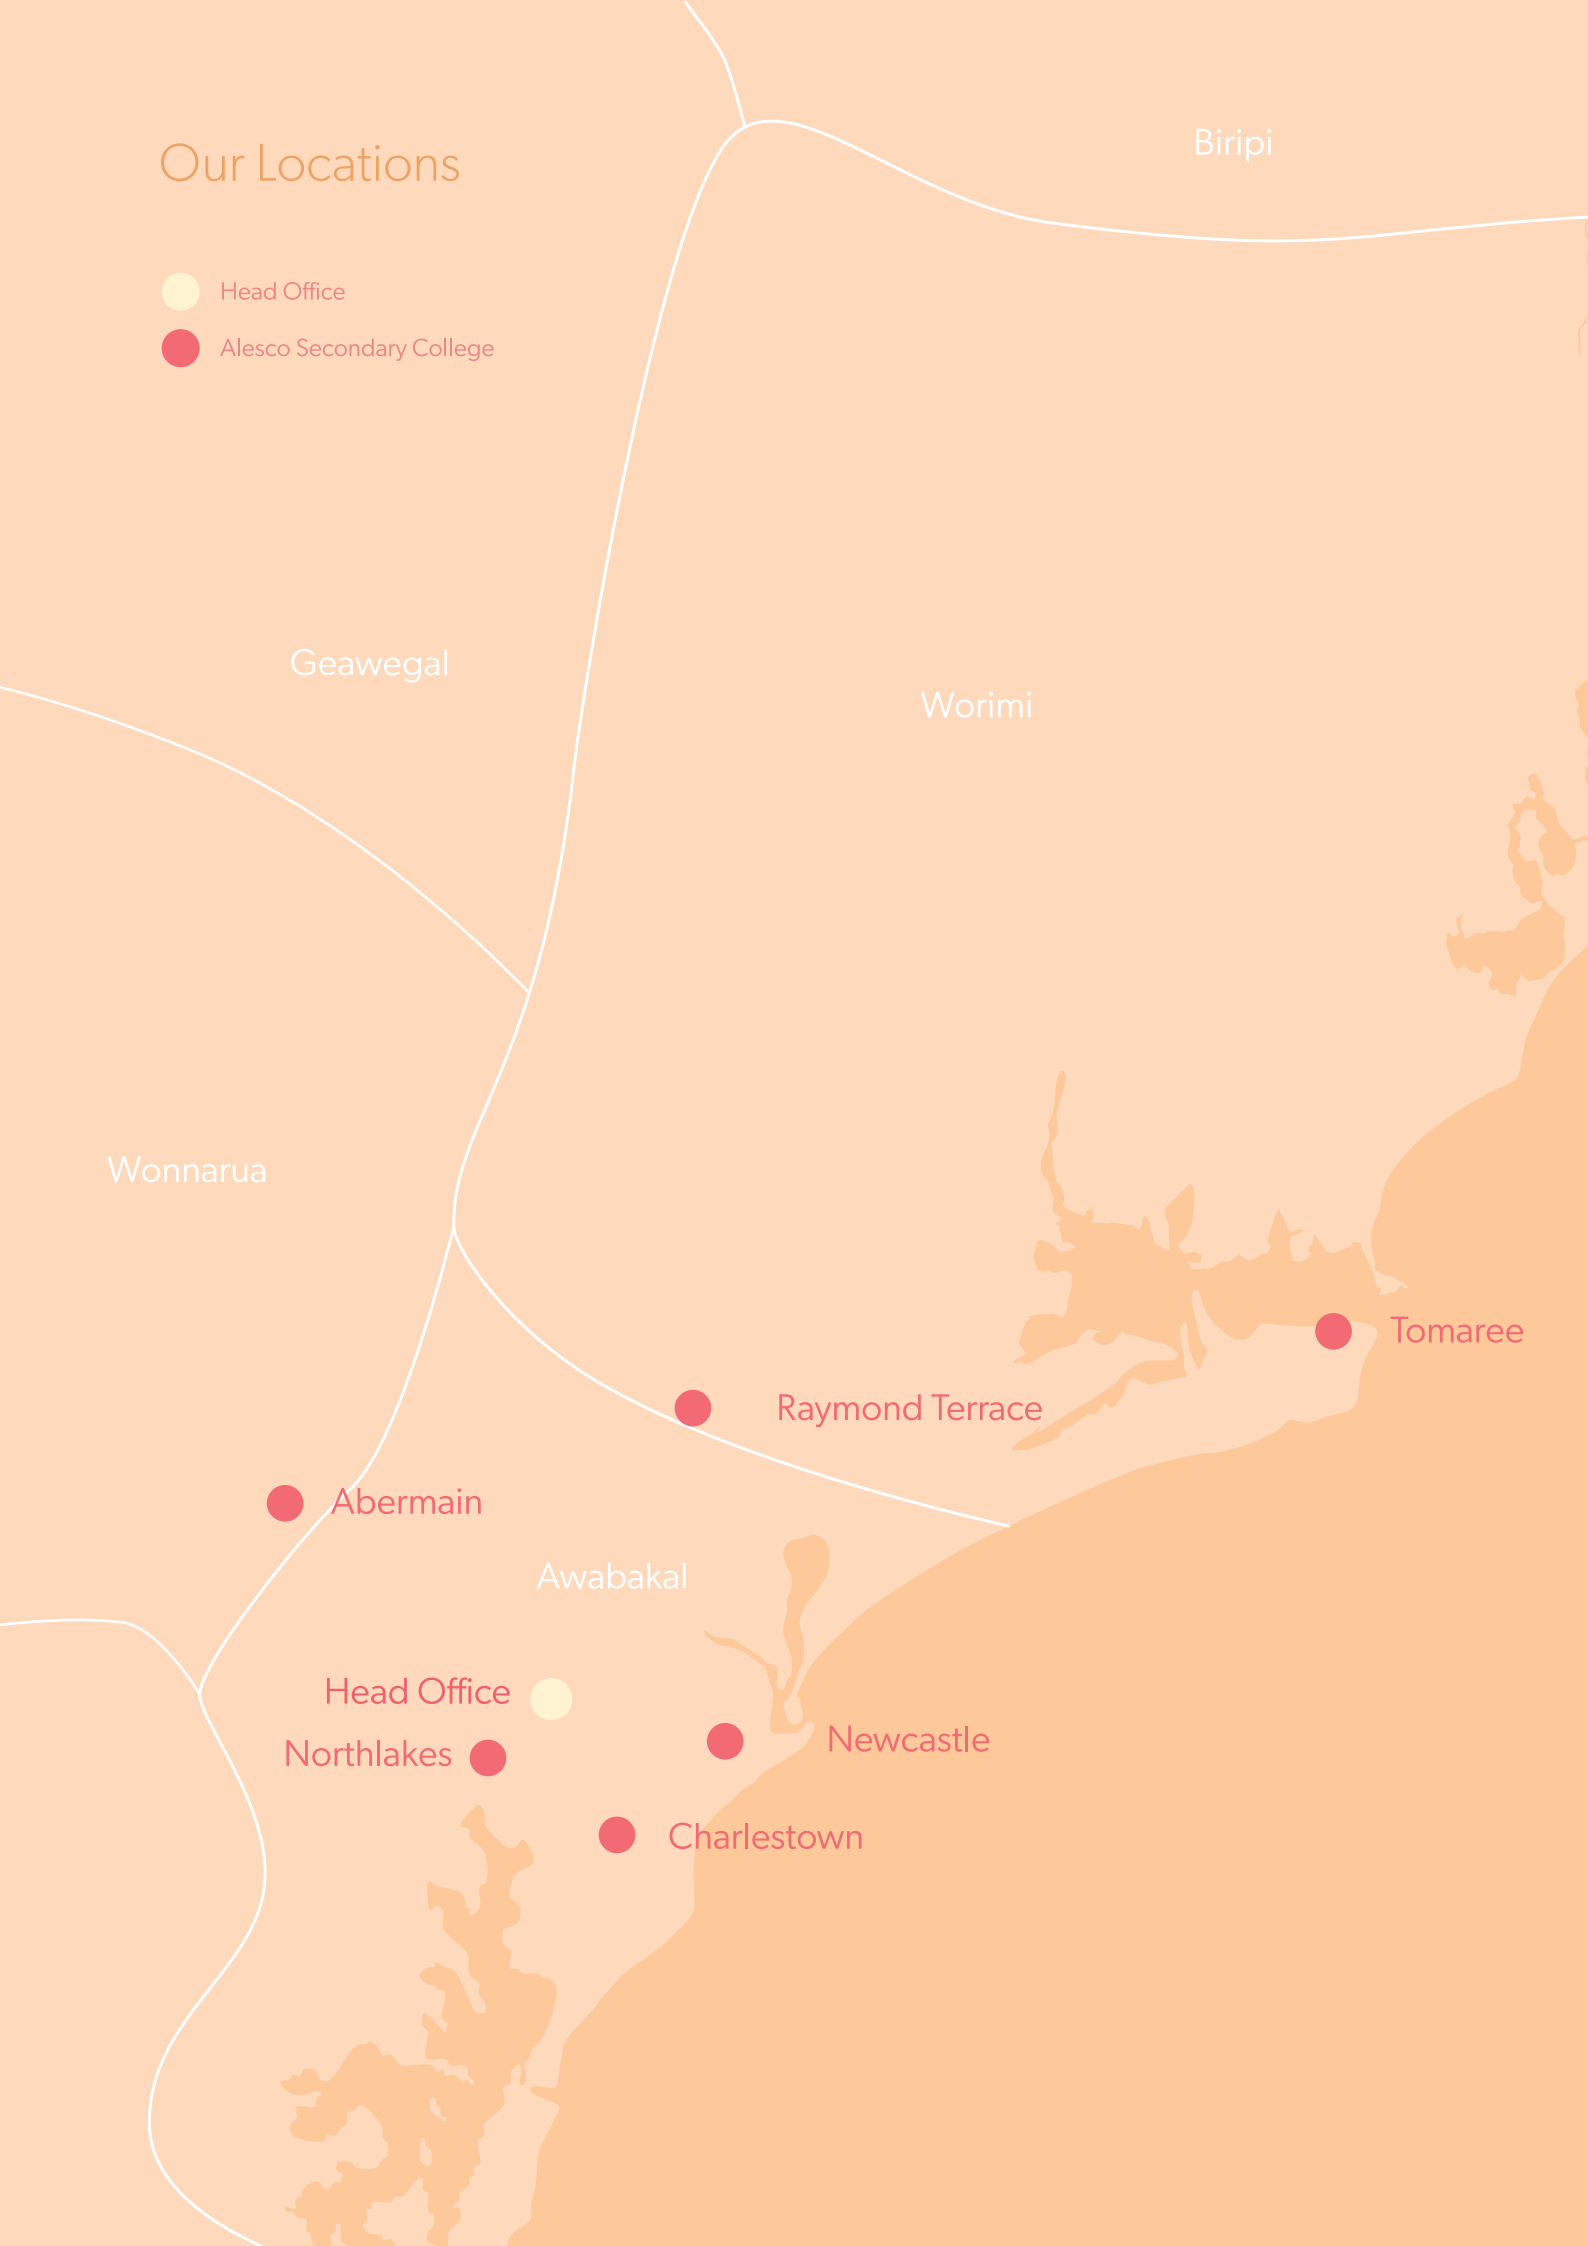 Biripi
Our Locations
Head Office
Alesco Secondary College
Geawegal
Worimi
Wonnarua
Tomaree
Raymond Terrace
Abermain
Awabakal
Head Office
Newcastle
Northlakes
Charlestown